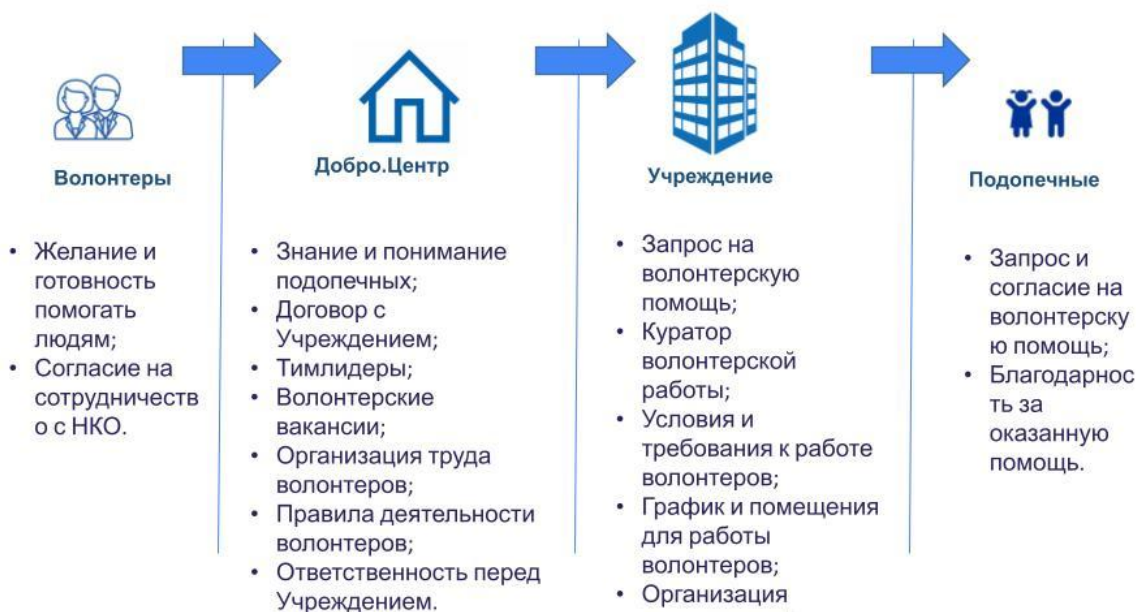 Волонтеры
Добро.Центр
Учреждение
Подопечные
• Желание и
готовность
помогать
людям;
• Согласие на
сотрудничеств
о с НКО.
• Знание и понимание
подопечных;
• Договор с
Учреждением;
• Тимлидеры;
• Волонтерские
вакансии;
• Организация труда
волонтеров;
• Правила деятельности
волонтеров;
• Ответственность перед
Учреждением.
• Запрос на
волонтерскую
помощь;
• Куратор
волонтерской
работы;
• Условия и
требования к работе
волонтеров;
• График и помещения
для работы
волонтеров;
• Организация
• Запрос и
согласие на
волонтерску
ю помощь;
• Благодарнос
ть за
оказанную
помощь.